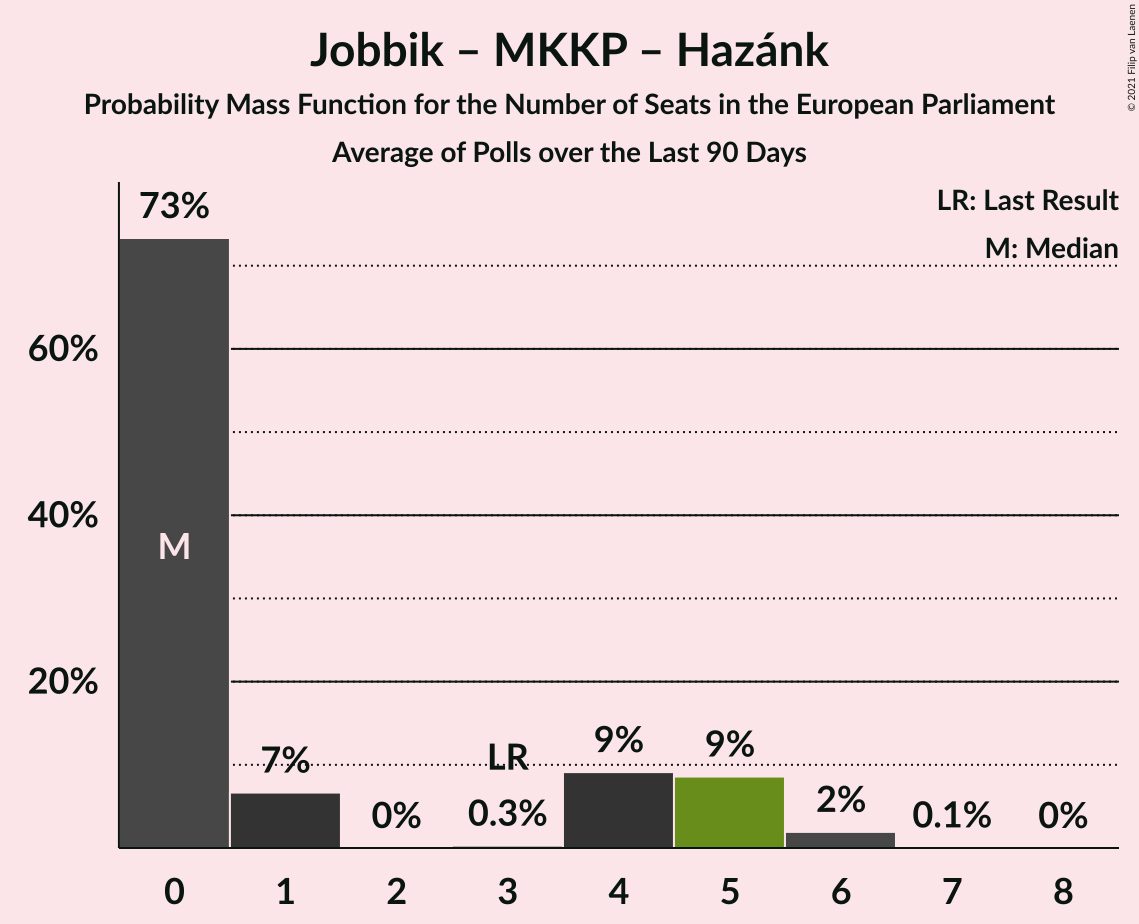 Jobbik – MKKP – Hazánk
Probability Mass Function for the Number of Seats in the European Parliament
Average of Polls over the Last 90 Days
© 2021 Filip van Laenen
LR: Last Result
M: Median
73%
60%
40%
20%
M
7%
0%
LR
0.3%
9%
9%
2%
0.1%
0%
0 1 2 3 4 5 6 7 8